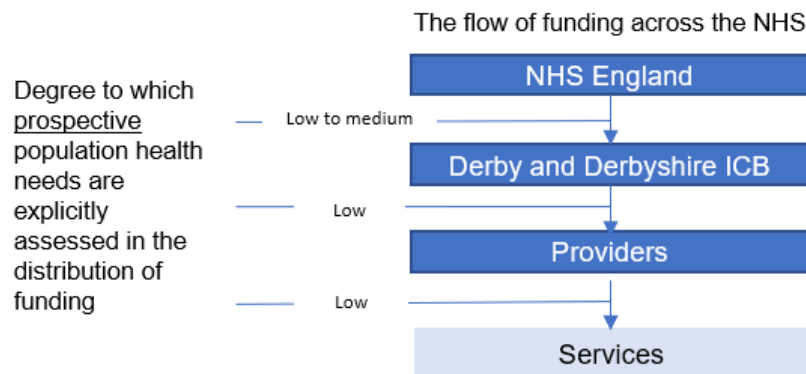 The flow of funding across the NHS
NHS England
Degree to which
prospective
population health
needs are
explicitly
assessed in the
distribution of
funding
Low to medium
Derby and Derbyshire ICB
Low
Providers
Low
Services